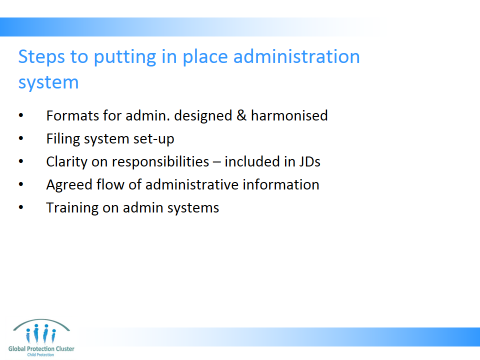 Steps to putting in place administration
system
• Formats for admin. designed & harmonised
• Filing system set-up
• Clarity on responsibilities – included in JDs
• Agreed flow of administrative information
• Training on admin systems
Global Protection Cluster
Child Protection